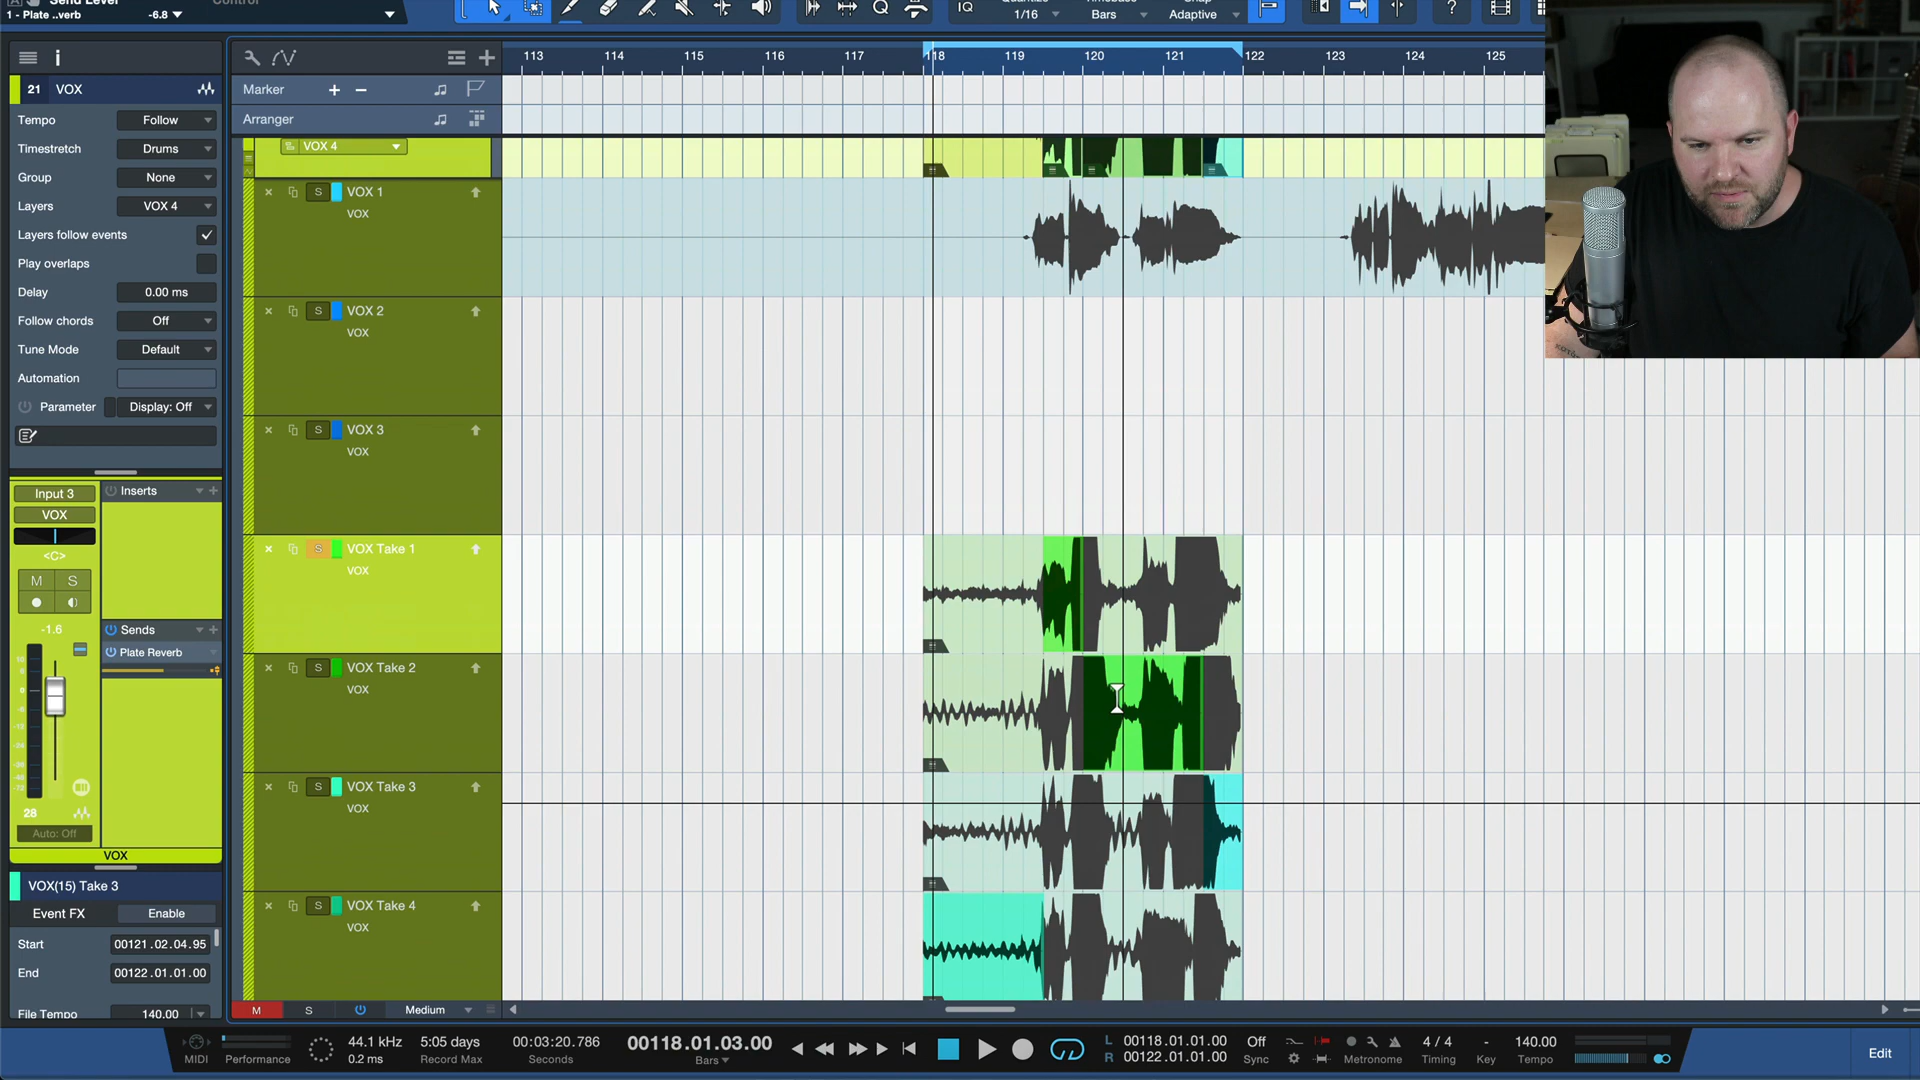 Send Level
Control
1 - Plate ..verb
-6.8
IQ
Quantize
1/16
Timebase
Bars
Snap
Adaptive
?
i
113
114
115
116
117
118
119
120
121
122
123
124
125
21
VOX
Marker
+
−
Arranger
Tempo
Follow
Timestretch
Drums
Group
None
Layers
VOX 4
Layers follow events
Play overlaps
Delay
0.00 ms
Follow chords
Off
Tune Mode
Default
Automation
Parameter
Display: Off
VOX 4
S
VOX 1
VOX
S
VOX 2
VOX
S
VOX 3
VOX
S
VOX Take 1
VOX
S
VOX Take 2
VOX
S
VOX Take 3
VOX
S
VOX Take 4
VOX
Input 3
Inserts
VOX
<C>
M
S
-1.6
Sends
Plate Reverb
28
Auto: Off
VOX
VOX(15) Take 3
Event FX
Enable
Start
00121.02.04.95
End
00122.01.01.00
File Tempo
140.00
M
S
Medium
MIDI
Performance
44.1 kHz
0.2 ms
5:05 days
Record Max
00:03:20.786
Seconds
00118.01.03.00
Bars
L
00118.01.01.00
R
00122.01.01.00
Off
Sync
Metronome
4 / 4
Timing
-
Key
140.00
Tempo
Edit